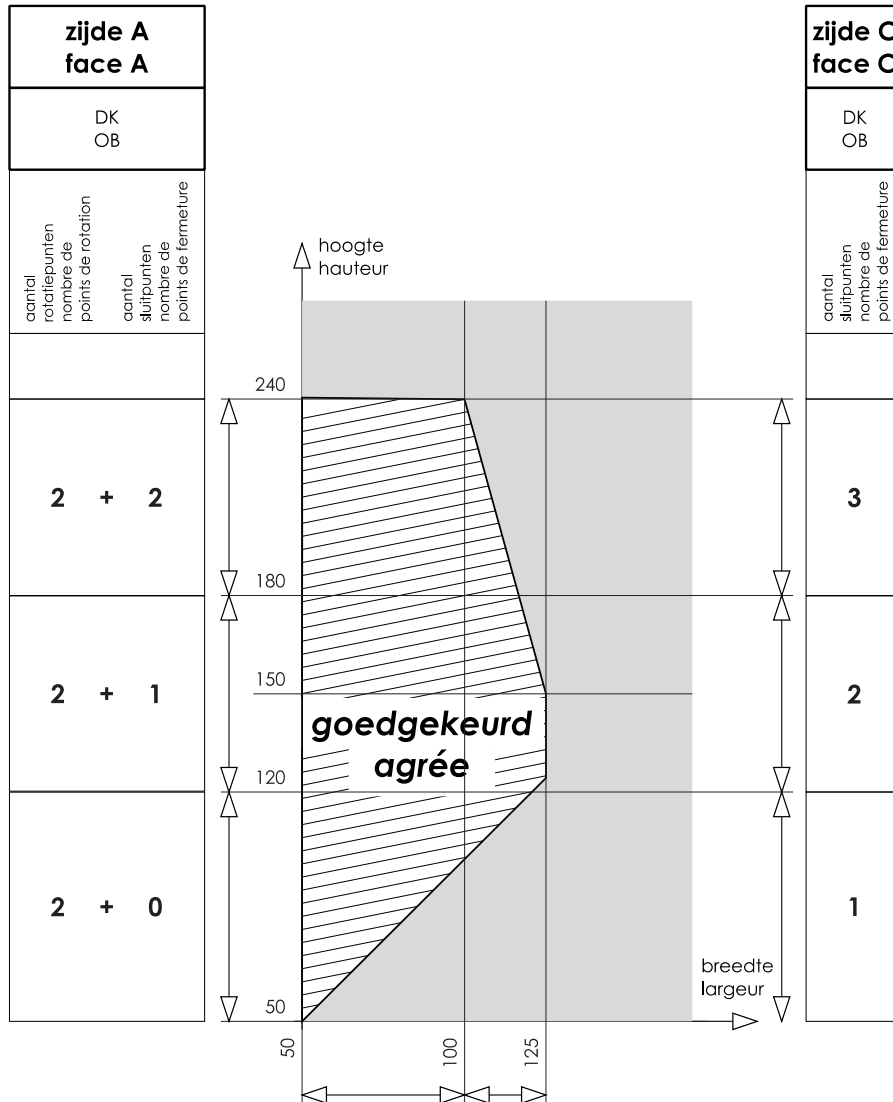 zijde A
face A
DK
OB
aantal
rotatiepunten
nombre de
points de rotation
aantal
sluitpunten
nombre de
points de fermeture
hoogte
hauteur
240
2 + 2
180
2 + 1
150
goedgekeurd
agrée
120
2 + 0
50
breedte
largeur
50
100
125
zijde C
face C
DK
OB
aantal
sluitpunten
nombre de
points de fermeture
3
2
1